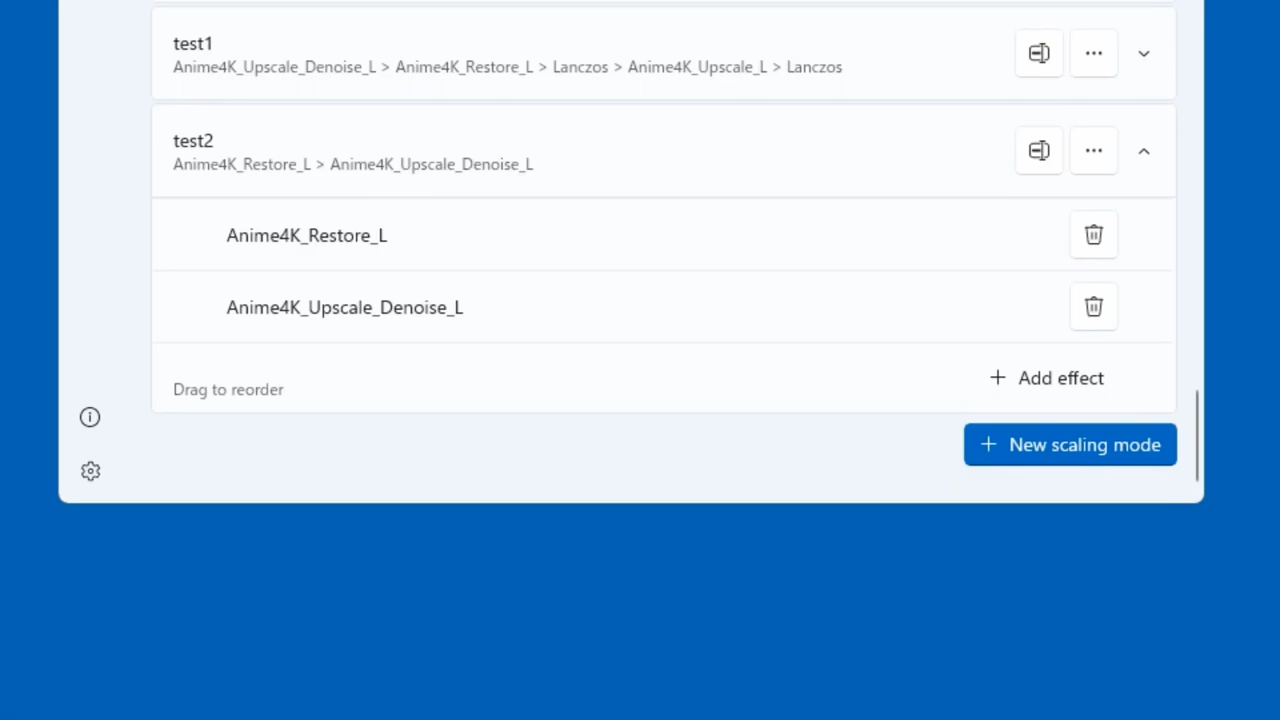 test1
Anime4K_Upscale_Denoise_L > Anime4K_Restore_L > Lanczos > Anime4K_Upscale_L > Lanczos
test2
Anime4K_Restore_L > Anime4K_Upscale_Denoise_L
Anime4K_Restore_L
Anime4K_Upscale_Denoise_L
Drag to reorder
Add effect
New scaling mode